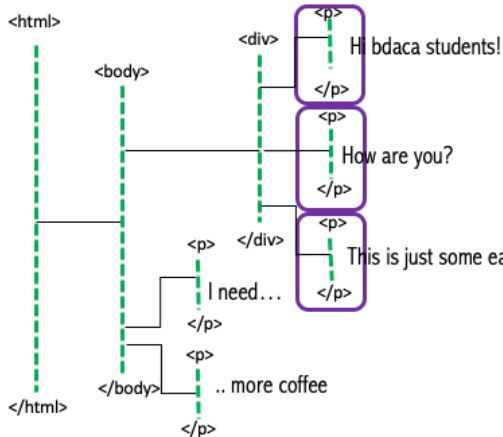 <html>
<body>
<div>
<p>
Hi bdaca students!
</p>
<p>
How are you?
</p>
<p>
This is just some
</p>
</div>
<p>
I need...
</p>
<p>
.. more coffee
</p>
</body>
</html>